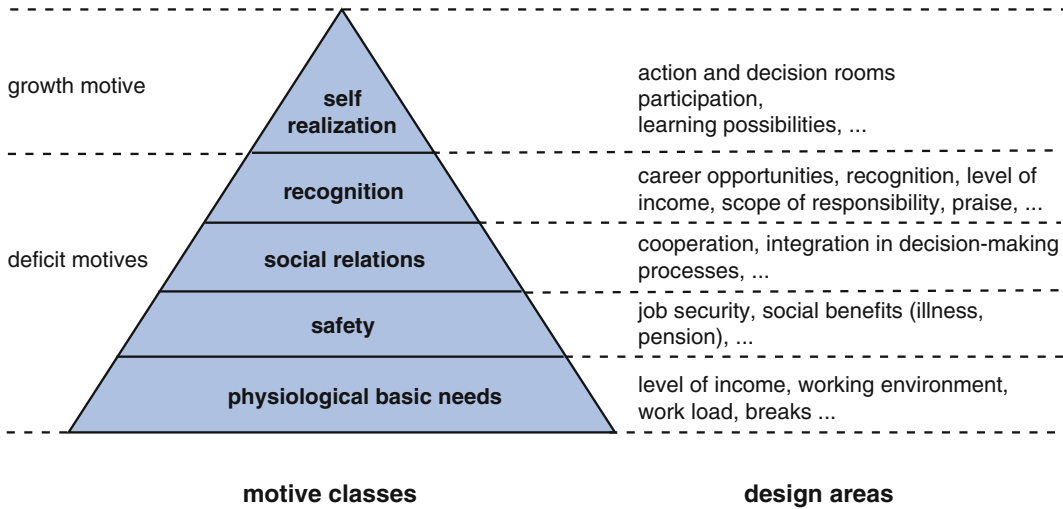 growth motive
self
realization
action and decision rooms
participation,
learning possibilities, ...
recognition
career opportunities, recognition, level of
income, scope of responsibility, praise, ...
deficit motives
social relations
cooperation, integration in decision-making
processes, ...
safety
job security, social benefits (illness,
pension), ...
physiological basic needs
level of income, working environment,
work load, breaks ...
motive classes
design areas